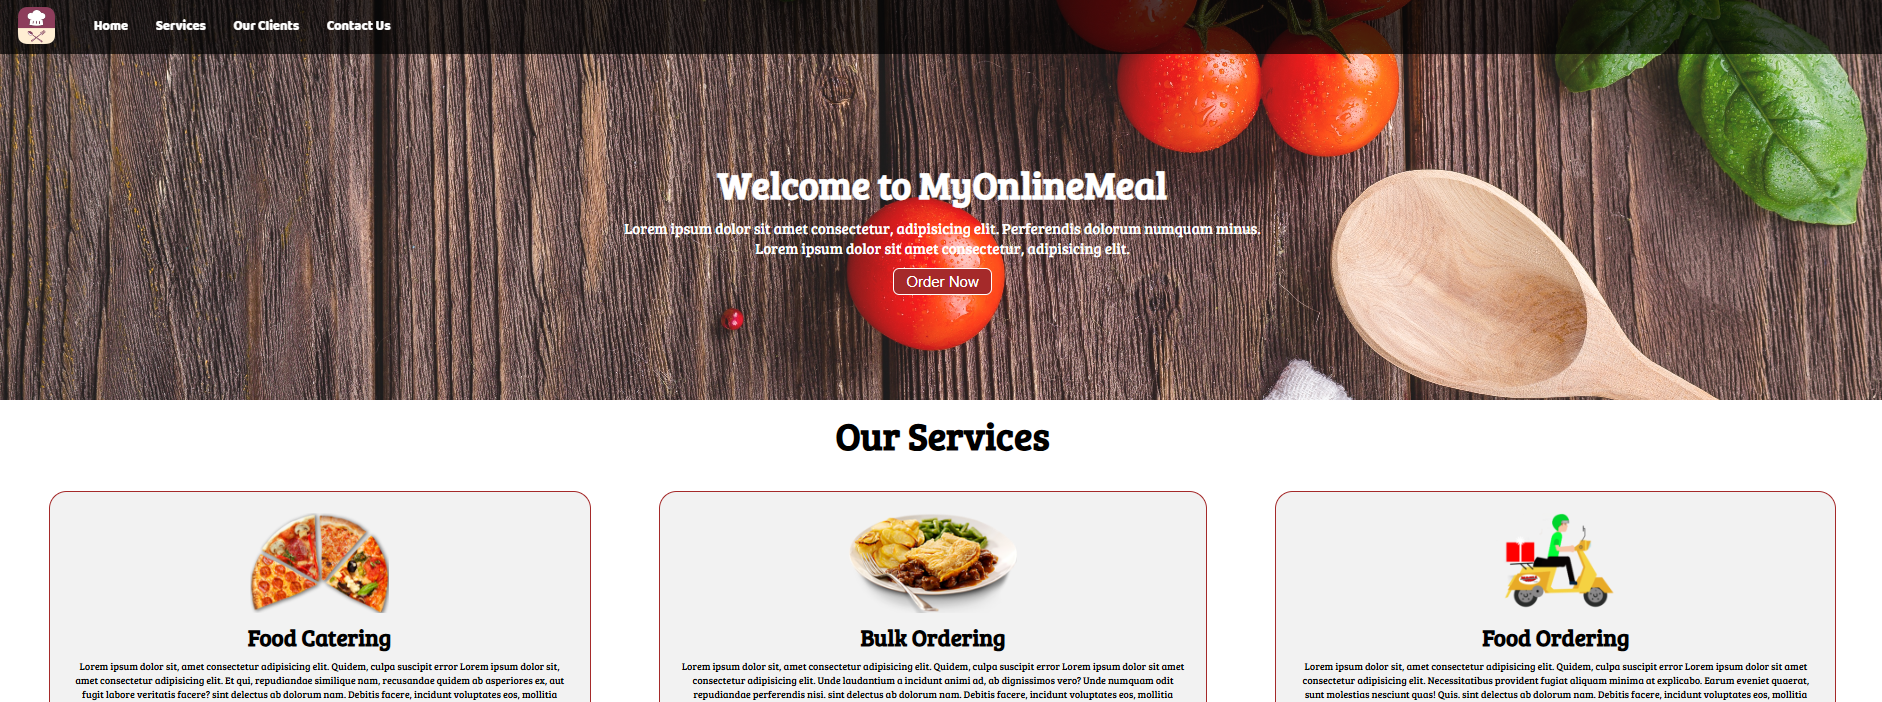 Home Services Our Clients Contact Us
Welcome to MyOnlineMeal
Lorem ipsum dolor sit amet consectetur, adipisicing elit. Perferendis dolorum numquam minus.
Lorem ipsum dolor sit amet consectetur, adipisicing elit.
Order Now
Our Services
Food Catering
Lorem ipsum dolor sit, amet consectetur adipisicing elit. Quidem, culpa suscipit error Lorem ipsum dolor sit,
amet consectetur adipisicing elit. Et qui, repudiandae similique nam, recusandae quidem ab asperiores ex, aut
fugit labore veritatis facere? sint delectus ab dolorum nam. Debitis facere, incidunt voluptates eos, mollitia
Bulk Ordering
Lorem ipsum dolor sit, amet consectetur adipisicing elit. Quidem, culpa suscipit error Lorem ipsum dolor sit amet
consectetur adipisicing elit. Unde laudantium a incidunt animi ad, ab dignissimos vero? Unde numquam odit
repudiandae perferendis nisi. sint delectus ab dolorum nam. Debitis facere, incidunt voluptates eos, mollitia
Food Ordering
Lorem ipsum dolor sit, amet consectetur adipisicing elit. Quidem, culpa suscipit error Lorem ipsum dolor sit amet
consectetur adipisicing elit. Necessitatibus provident fugiat aliquam minima at explicabo. Earum eveniet quaerat,
sunt molestias nesciunt quas! Quis. sint delectus ab dolorum nam. Debitis facere, incidunt voluptates eos, mollitia